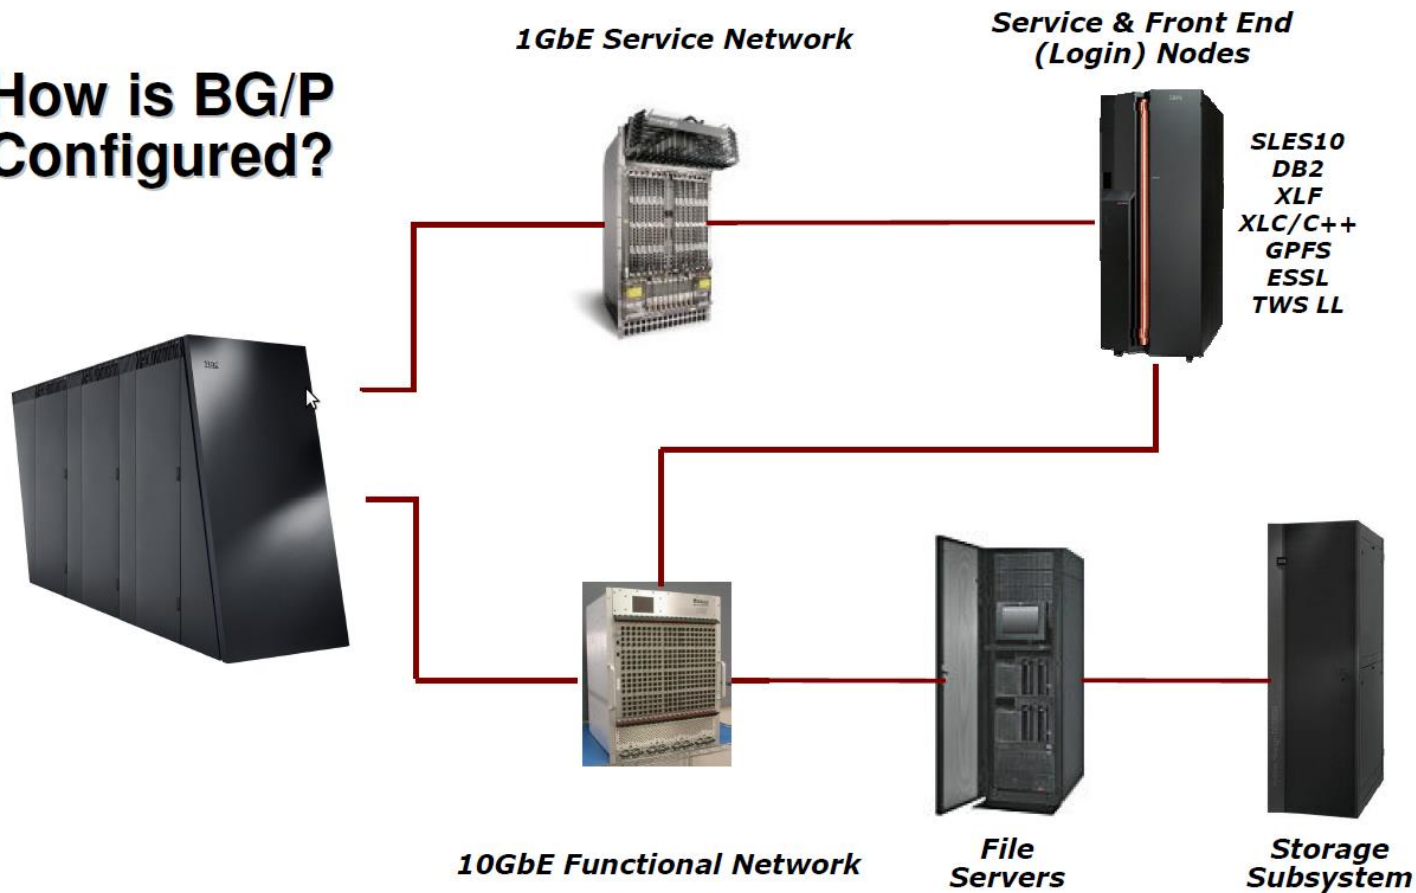 How is BG/P
Configured?
1GbE Service Network
Service & Front End
(Login) Nodes
SLES10
DB2
XLF
XLC/C++
GPFS
ESSL
TWS LL
10GbE Functional Network
File
Servers
Storage
Subsystem